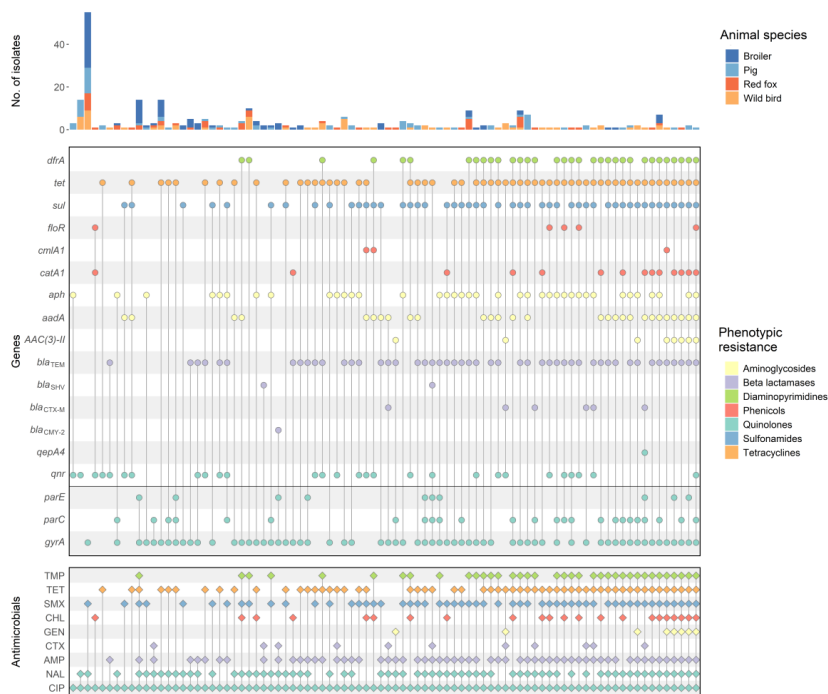 No. of isolates
40
20
0
Animal species
Broiler
Pig
Red fox
Wild bird
Genes
dfrA
tet
sul
floR
cmlA1
catA1
aph
aadA
AAC(3)-II
blaTEM
blaSHV
blaCTX-M
blaCMY-2
qepA4
qnr
parE
parC
gyrA
Phenotypic
resistance
Aminoglycosides
Beta lactamases
Diaminopyrimidines
Phenicols
Quinolones
Sulfonamides
Tetracyclines
Antimicrobials
TMP
TET
SMX
CHL
GEN
CTX
AMP
NAL
CIP